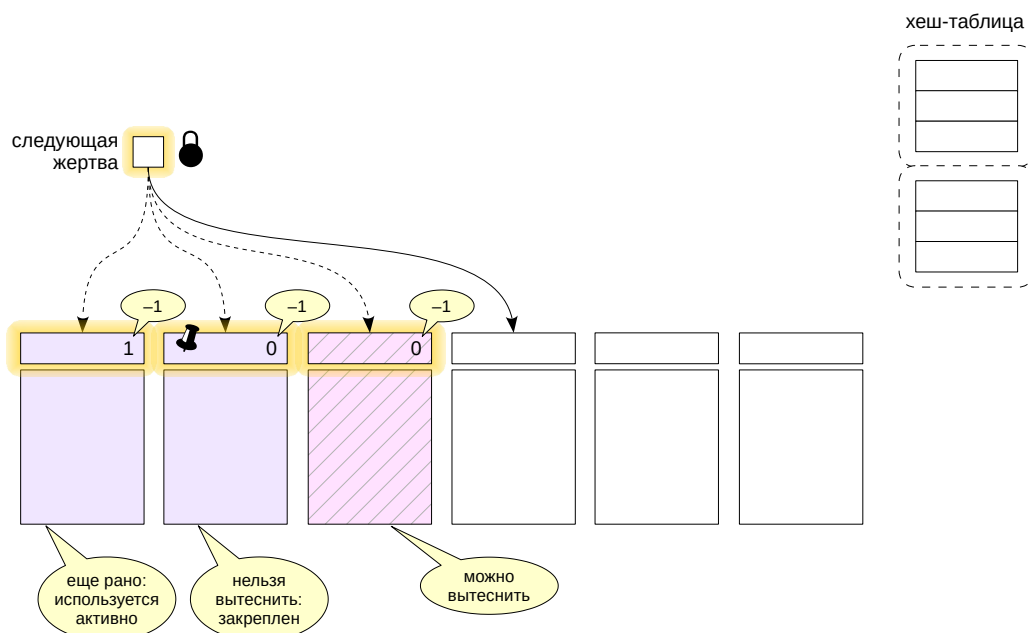 хеш-таблица
следующая
жертва
–1
–1
–1
1
0
0
еще рано:
используется
активно
нельзя
вытеснить:
закреплен
можно
вытеснить